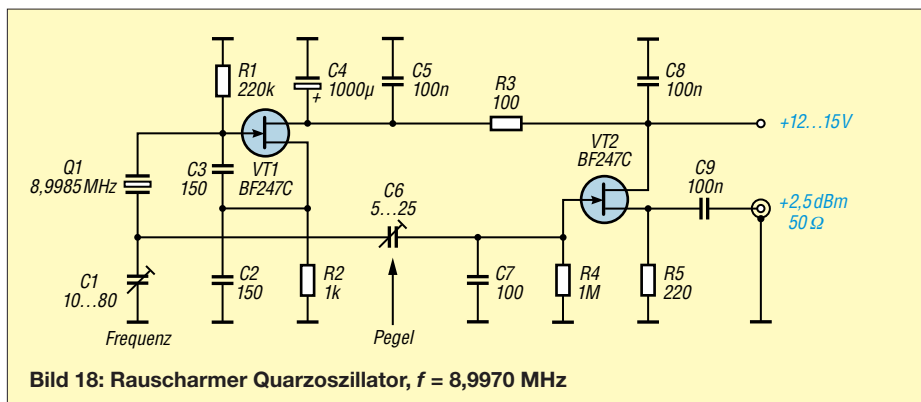 R1
220k
C4
1000µ
+
C5
100n
R3
100
C8
100n
+12...15V
Q1
8,9985 MHz
C3
150
VT1
BF247C
C6
5...25
VT2
BF247C
C9
100n
+2,5 dBm
50 Ω
C1
10...80
C2
150
R2
1k
C7
100
R4
1M
R5
220
Frequenz
Pegel
Bild 18: Rauscharmer Quarzoszillator, f = 8,9970 MHz